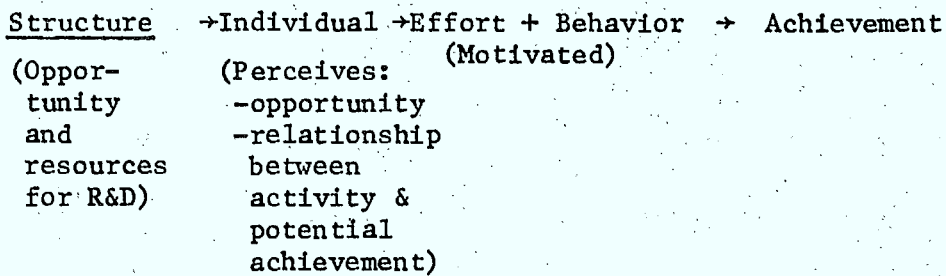 Structure →Individual →Effort + Behavior → Achievement
(Motivated)
(Oppor-
tunity
and
resources
for R&D)
(Perceives:
-opportunity
-relationship
between
activity &
potential
achievement)